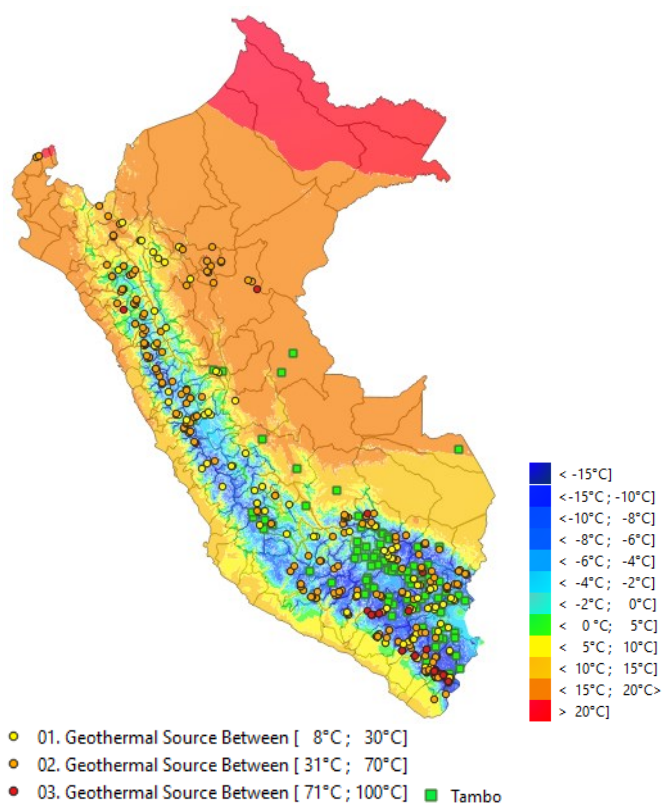 < -15°C]
<-15°C ; -10°C]
<-10°C ; -8°C]
< -8°C ; -6°C]
< -6°C ; -4°C]
< -4°C ; -2°C]
< -2°C ; 0°C]
< 0 °C; 5°C]
< 5°C ; 10°C]
< 10°C ; 15°C]
< 15°C ; 20°C>
> 20°C]
01. Geothermal Source Between [ 8°C ; 30°C]
02. Geothermal Source Between [ 31°C ; 70°C]
03. Geothermal Source Between [ 71°C ; 100°C]
Tambo